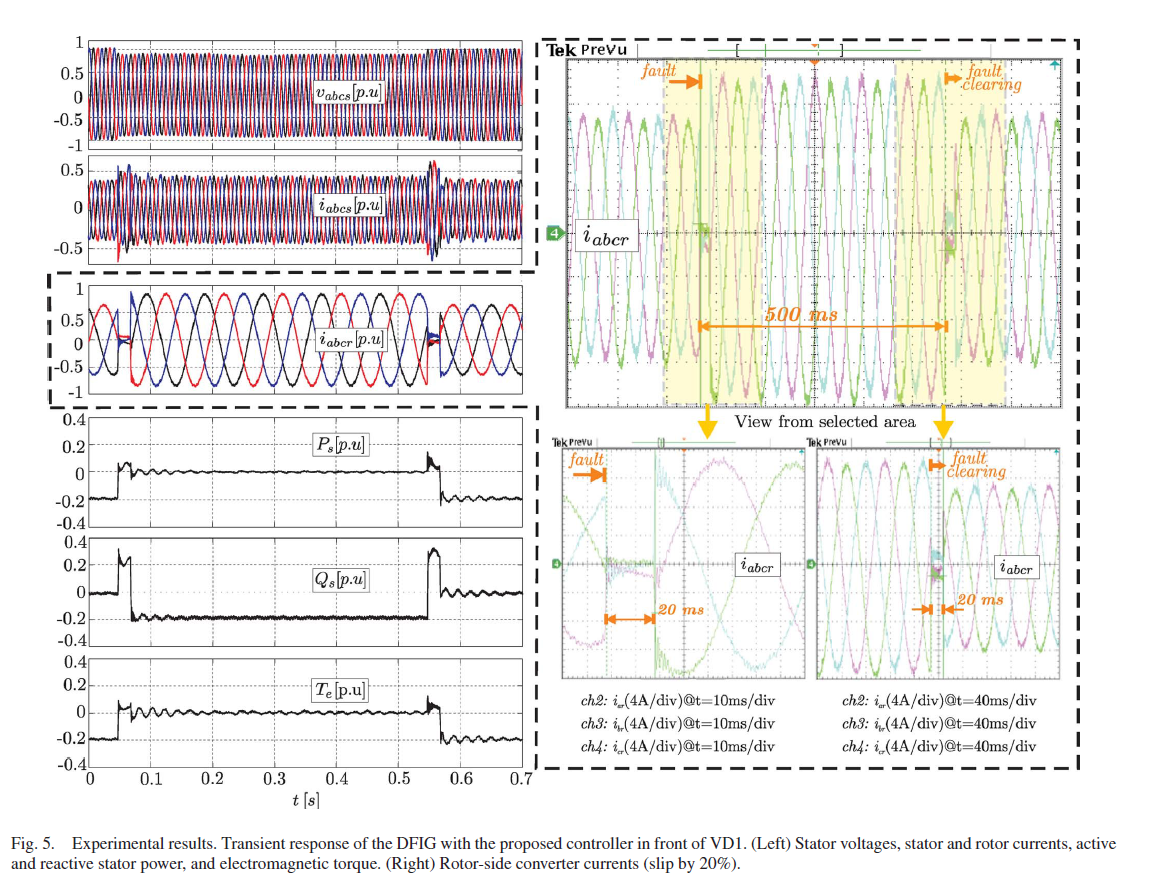 1
0.5
0
-0.5
-1
v_abcs[p.u]
0.5
0
-0.5
i_abcs[p.u]
1
0.5
0
-0.5
-1
i_abcr[p.u]
0.4
0.2
0
-0.2
-0.4
P_s[p.u]
0.4
0.2
0
-0.2
-0.4
Q_s[p.u]
0.4
0.2
0
-0.2
-0.4
T_e[p.u]
0 0.1 0.2 0.3 0.4 0.5 0.6 0.7
t [s]
Tek PreVu
fault
fault
clearing
4
i_abcr
500 ms
View from selected area
Tek PreVu
fault
i_abcr
20 ms
ch2: i_ar(4A/div)@t=10ms/div
ch3: i_br(4A/div)@t=10ms/div
ch4: i_cr(4A/div)@t=10ms/div
Tek PreVu
fault
clearing
i_abcr
20 ms
ch2: i_ar(4A/div)@t=40ms/div
ch3: i_br(4A/div)@t=40ms/div
ch4: i_cr(4A/div)@t=40ms/div
Fig. 5. Experimental results. Transient response of the DFIG with the proposed controller in front of VD1. (Left) Stator voltages, stator and rotor currents, active
and reactive stator power, and electromagnetic torque. (Right) Rotor-side converter currents (slip by 20%).